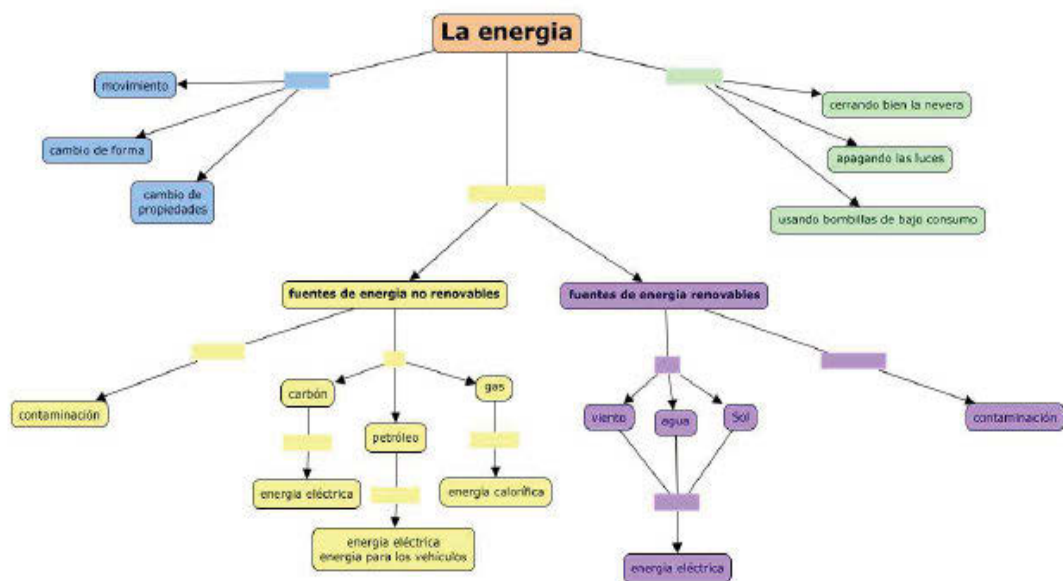 La energia
movimiento
cambio de forma
cambio de
propiedades
cerrando bien la nevera
apagando las luces
usando bombillas de bajo consumo
fuentes de energia no renovables
fuentes de energia renovables
contaminación
carbón
petróleo
gas
energia eléctrica
energia calorífica
energia eléctrica
energia para los vehículos
viento
agua
Sol
contaminación
energia eléctrica